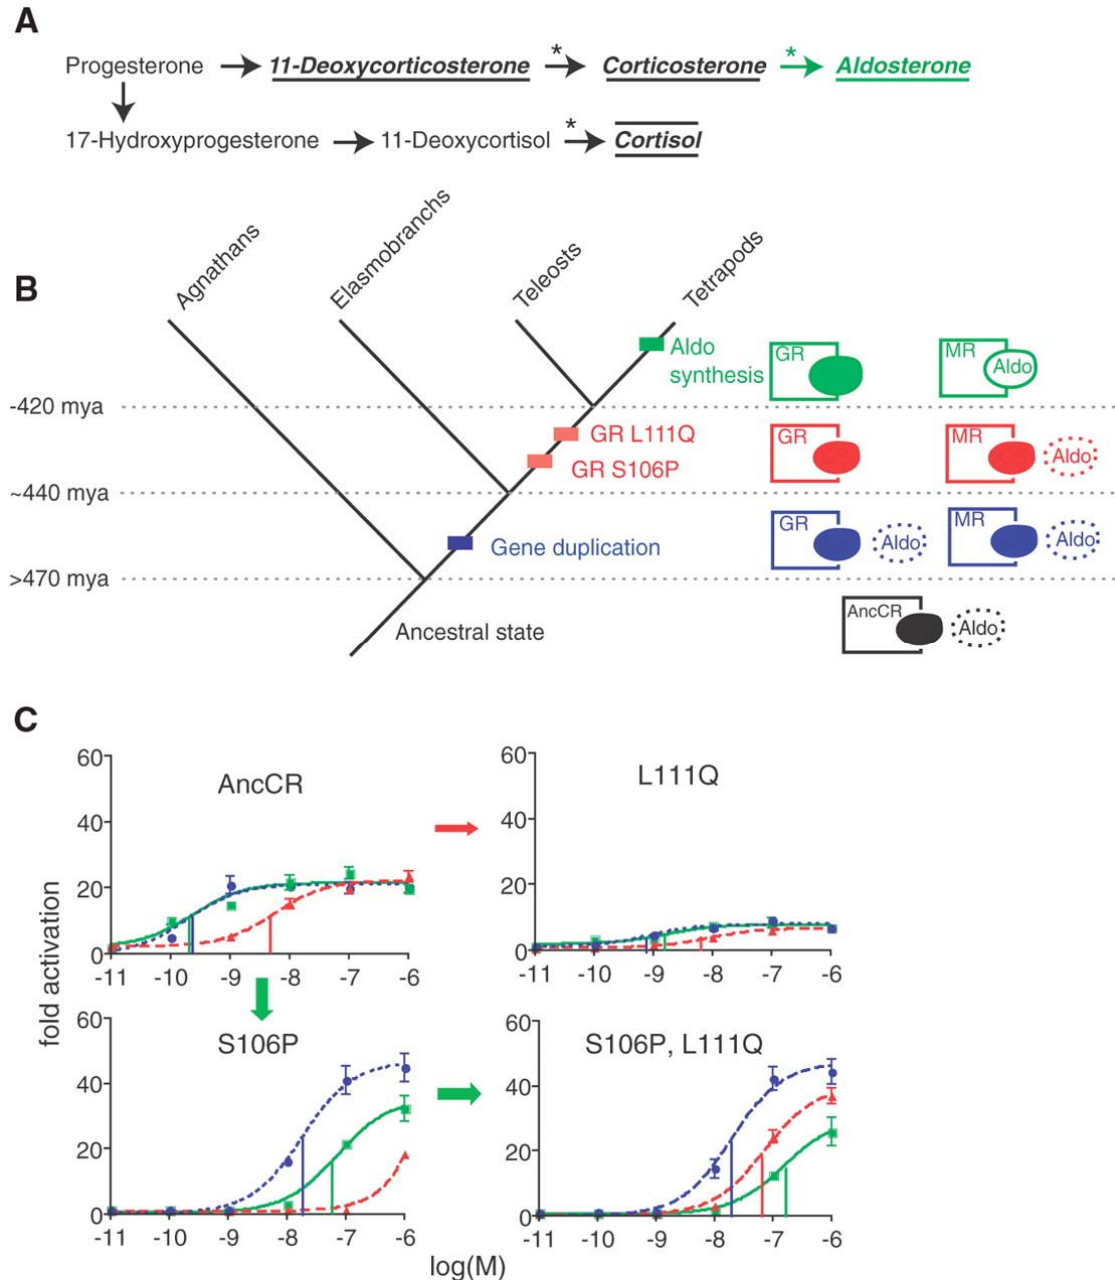 A
Progesterone 11-Deoxycorticosterone * Corticosterone * Aldosterone
17-Hydroxyprogesterone 11-Deoxycortisol * Cortisol
B
Agnathans
Elasmobranchs
Teleosts
Tetrapods
Aldo
synthesis
GR
MR
Aldo
-420 mya
GR L111Q
GR S106P
GR
MR
Aldo
~440 mya
Gene duplication
GR
Aldo
MR
Aldo
>470 mya
Ancestral state
AncCR
Aldo
C
fold activation
AncCR
60
40
20
0
-11 -10 -9 -8 -7 -6
L111Q
60
40
20
0
-11 -10 -9 -8 -7 -6
S106P
60
40
20
0
-11 -10 -9 -8 -7 -6
S106P, L111Q
60
40
20
0
-11 -10 -9 -8 -7 -6
log(M)